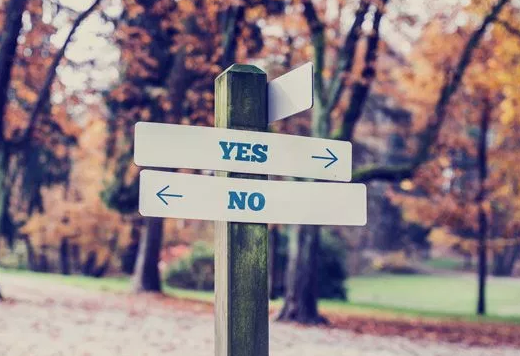 YES →
← NO